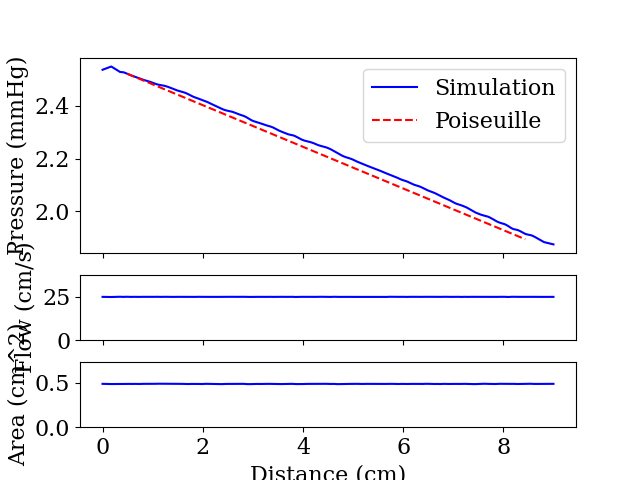 Pressure (mmHg)
2.4
2.2
2.0
Simulation
Poiseuille
Flow (cm/s)
25
0
Area (cm^2)
0.5
0.0
0
2
4
6
8
Distance (cm)